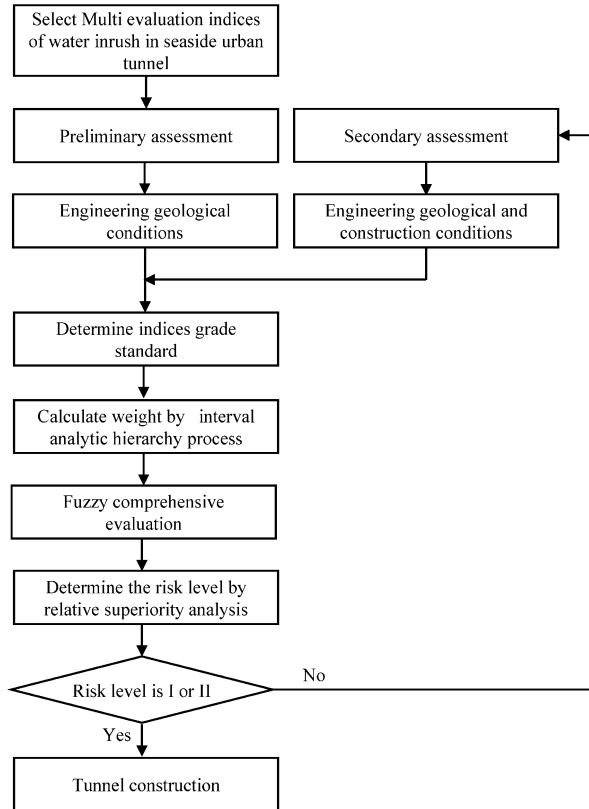 Select Multi evaluation indices
of water inrush in seaside urban
tunnel
Preliminary assessment
Secondary assessment
Engineering geological
conditions
Engineering geological and
construction conditions
Determine indices grade
standard
Calculate weight by interval
analytic hierarchy process
Fuzzy comprehensive
evaluation
Determine the risk level by
relative superiority analysis
Risk level is I or II
No
Yes
Tunnel construction